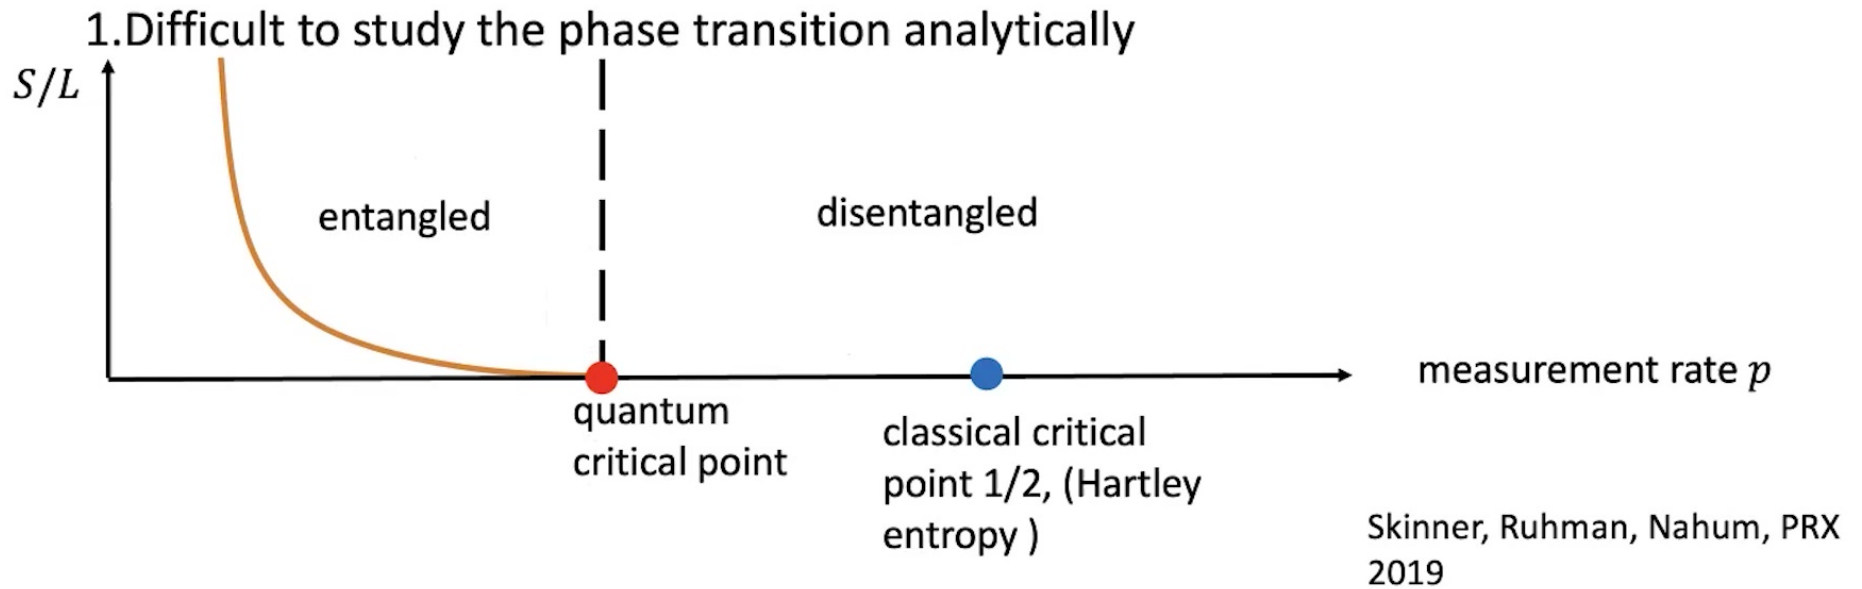 1.Difficult to study the phase transition analytically
S/L
entangled
disentangled
measurement rate p
quantum
critical point
classical critical
point 1/2, (Hartley
entropy )
Skinner, Ruhman, Nahum, PRX
2019